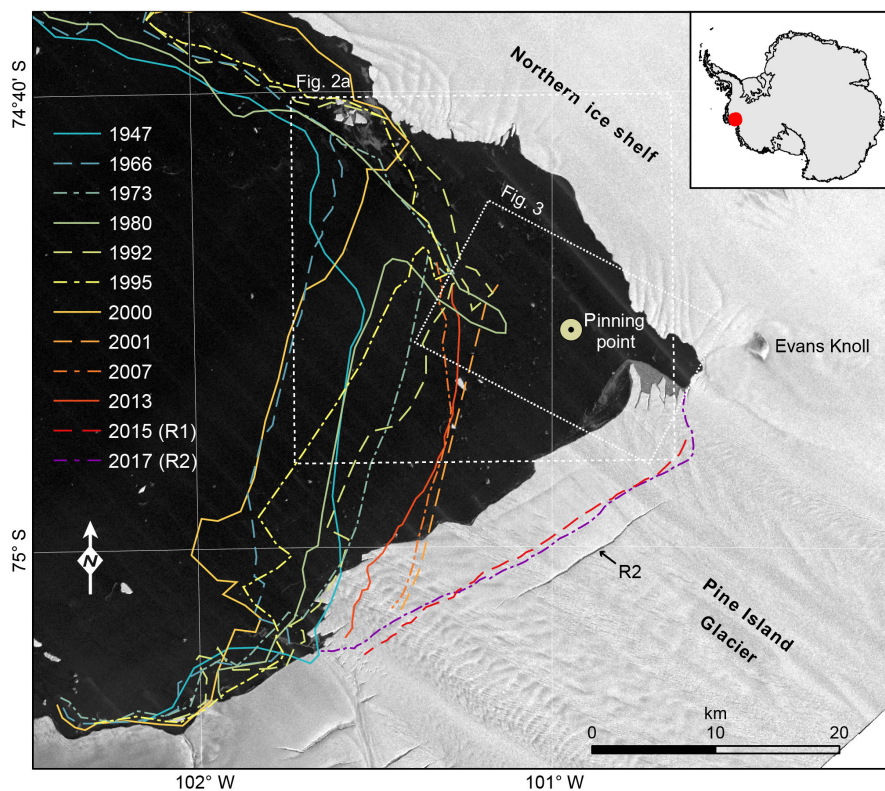 74°40' S
75° S
102° W
101° W
Northern ice shelf
Fig. 2a
1947
1966
1973
1980
1992
1995
2000
2001
2007
2013
2015 (R1)
2017 (R2)
Fig. 3
Pinning
point
Evans Knoll
N
R2
Pine Island
Glacier
km
0
10
20